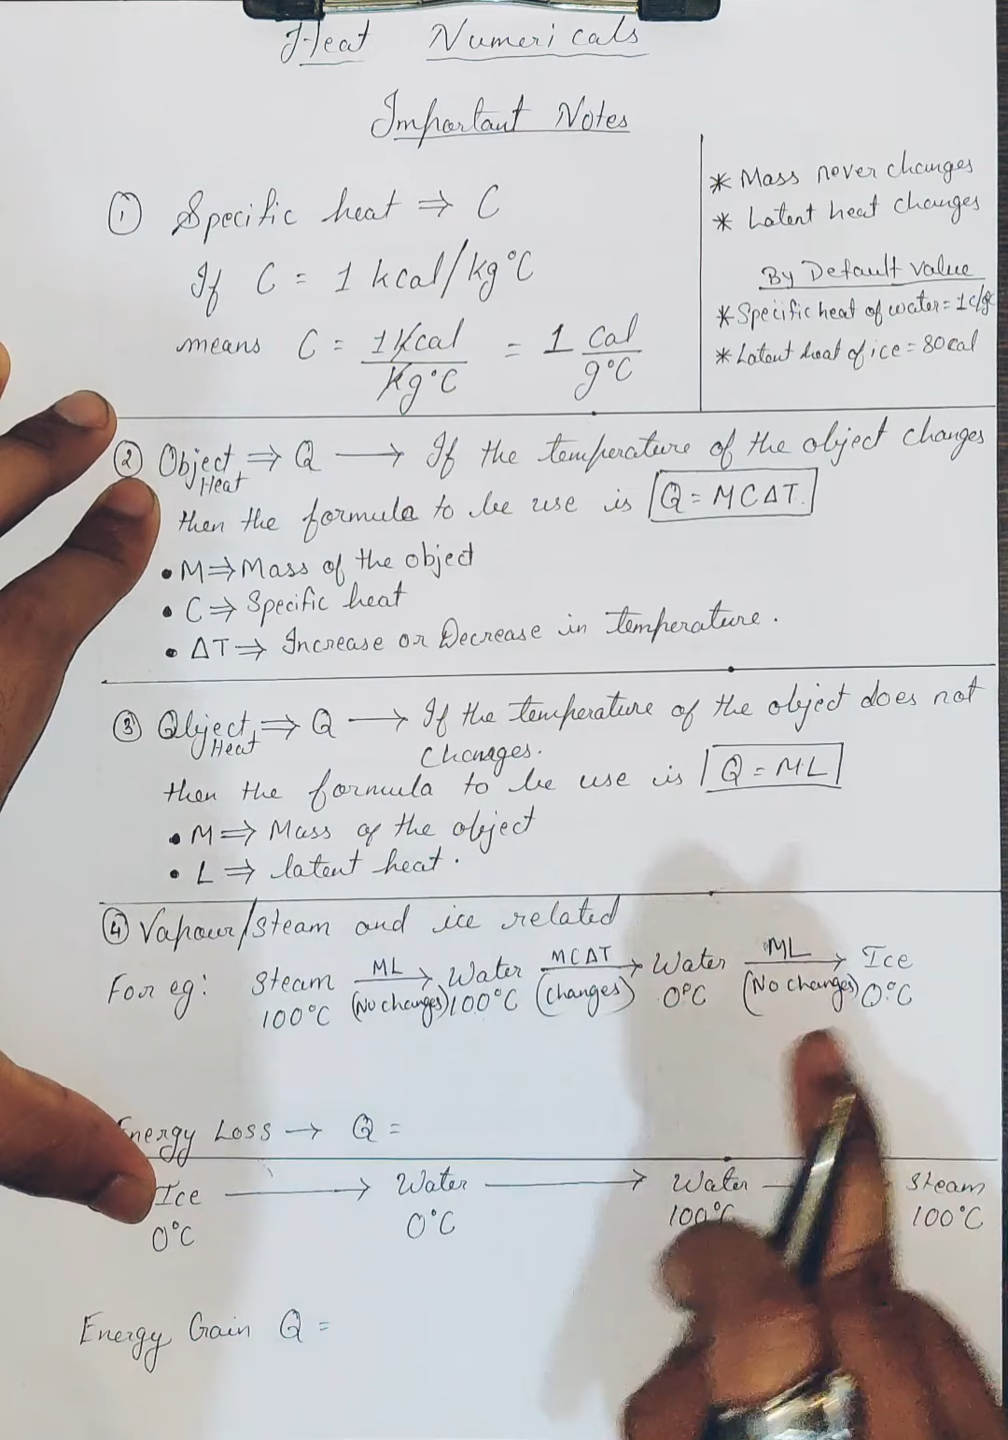 Heat Numericals
Important Notes
① Specific heat ⇒ C
If C = 1 kcal/kg°C
means C = 1 Kcal / Kg°C = 1 Cal / g°C
* Mass never changes
* Latent heat changes
By Default value
* Specific heat of water = 1c/g
* Latent heat of ice = 80cal
② Object Heat ⇒ Q → If the temperature of the object changes
then the formula to be use is Q = MCΔT.
• M ⇒ Mass of the object
• C ⇒ Specific heat
• ΔT ⇒ Increase or Decrease in temperature.
③ Object Heat ⇒ Q → If the temperature of the object does not
changes.
then the formula to be use is Q = ML
• M ⇒ Mass of the object
• L ⇒ latent heat.
④ Vapour/steam and ice related
For eg: Steam ML→ Water MCΔT→ Water ML→ Ice
100°C (No changes) 100°C (changes) 0°C (No changes) 0°C
Energy Loss → Q =
Ice → Water → Water Steam
0°C 0°C 100°C 100°C
Energy Gain Q =